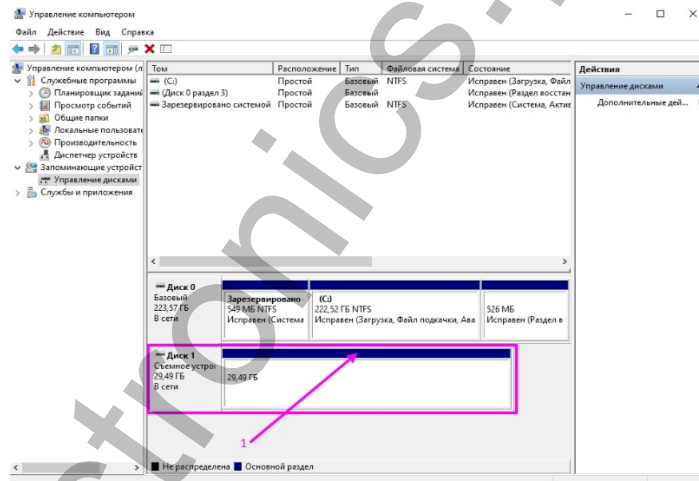 Управление компьютером
Файл Действие Вид Справка
Управление компьютером (л
Служебные программы
Планировщик заданий
Просмотр событий
Общие папки
Локальные пользовате
Производительность
Диспетчер устройств
Запоминающие устройст
Управление дисками
Службы и приложения
Том Расположение Тип Файловая система Состояние
(C:) Простой Базовый NTFS Исправен (Загрузка, Файл
(Диск 0 раздел 3) Простой Базовый Исправен (Раздел восстан
Зарезервировано системой Простой Базовый NTFS Исправен (Система, Актив
Действия
Управление дисками
Дополнительные дей...
Диск 0
Базовый
223,57 ГБ
В сети
Зарезервировано
549 МБ NTFS
Исправен (Система
(C:)
222,52 ГБ NTFS
Исправен (Загрузка, Файл подкачки, Ава
526 МБ
Исправен (Раздел в
Диск 1
Съемное устрой
29,49 ГБ
В сети
29,49 ГБ
1
Не распределена Основной раздел